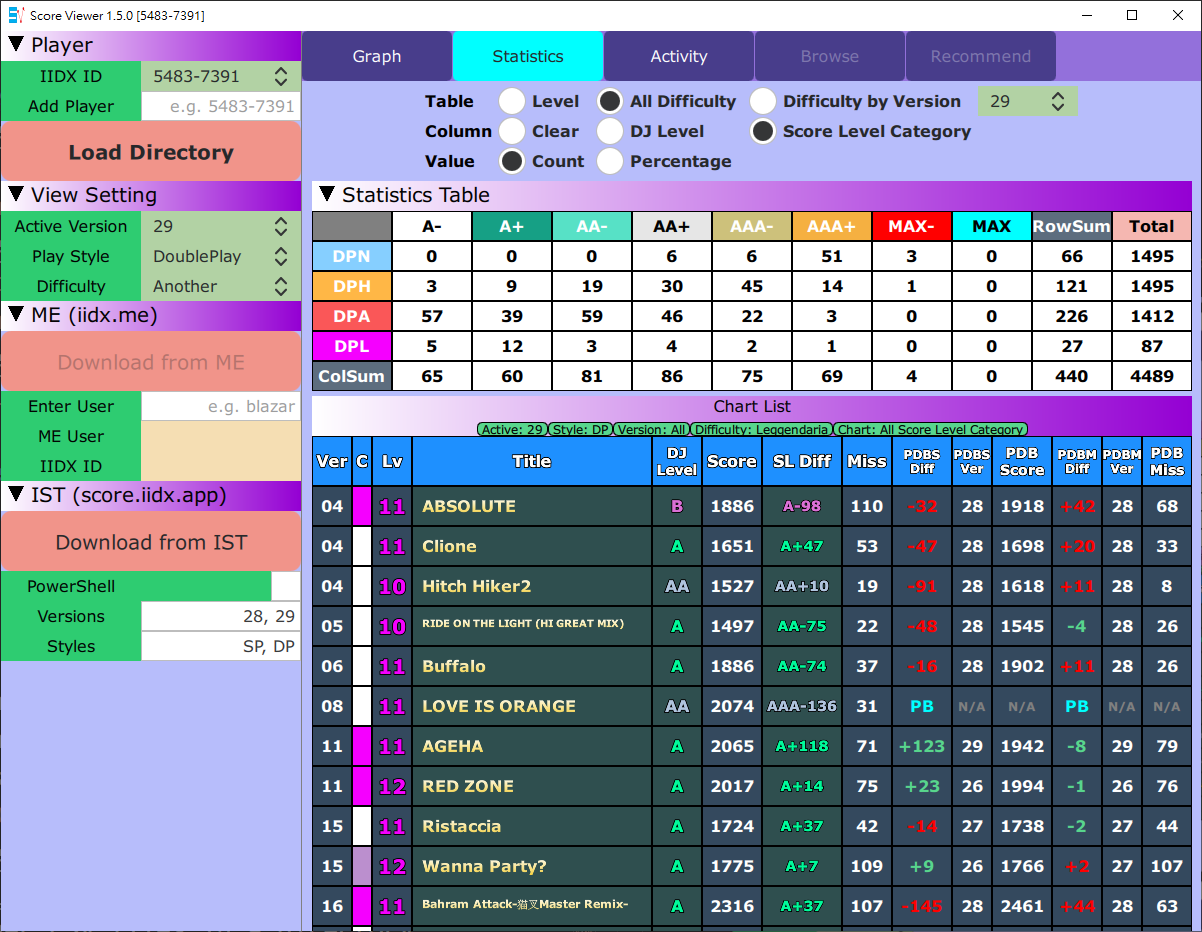 Score Viewer 1.5.0 [5483-7391]
▼ Player
IIDX ID 5483-7391
Add Player e.g. 5483-7391
Load Directory
▼ View Setting
Active Version 29
Play Style DoublePlay
Difficulty Another
▼ ME (iidx.me)
Download from ME
Enter User e.g. blazar
ME User
IIDX ID
▼ IST (score.iidx.app)
Download from IST
PowerShell
Versions 28, 29
Styles SP, DP
Graph Statistics Activity Browse Recommend
Table Level All Difficulty Difficulty by Version 29
Column Clear DJ Level Score Level Category
Value Count Percentage
▼ Statistics Table
A- A+ AA- AA+ AAA- AAA+ MAX- MAX RowSum Total
DPN 0 0 0 6 6 51 3 0 66 1495
DPH 3 9 19 30 45 14 1 0 121 1495
DPA 57 39 59 46 22 3 0 0 226 1412
DPL 5 12 3 4 2 1 0 0 27 87
ColSum 65 60 81 86 75 69 4 0 440 4489
Chart List
Active: 29 Style: DP Version: All Difficulty: Leggendaria Chart: All Score Level Category
Ver C Lv Title DJ Level Score SL Diff Miss PDBS Diff PDBS Ver PDB Score PDBM Diff PDBM Ver PDB Miss
04 11 ABSOLUTE B 1886 A-98 110 -32 28 1918 +42 28 68
04 11 Clione A 1651 A+47 53 -47 28 1698 +20 28 33
04 10 Hitch Hiker2 AA 1527 AA+10 19 -91 28 1618 +11 28 8
05 10 RIDE ON THE LIGHT (HI GREAT MIX) A 1497 AA-75 22 -48 28 1545 -4 28 26
06 11 Buffalo A 1886 AA-74 37 -16 28 1902 +11 28 26
08 11 LOVE IS ORANGE AA 2074 AAA-136 31 PB N/A N/A PB N/A N/A
11 11 AGEHA A 2065 A+118 71 +123 29 1942 -8 29 79
11 12 RED ZONE A 2017 A+14 75 +23 26 1994 -1 26 76
15 11 Ristaccia A 1724 A+37 42 -14 27 1738 -2 27 44
15 12 Wanna Party? A 1775 A+7 109 +9 26 1766 +2 27 107
16 11 Bahram Attack-猫叉Master Remix- A 2316 A+37 107 -145 28 2461 +44 28 63